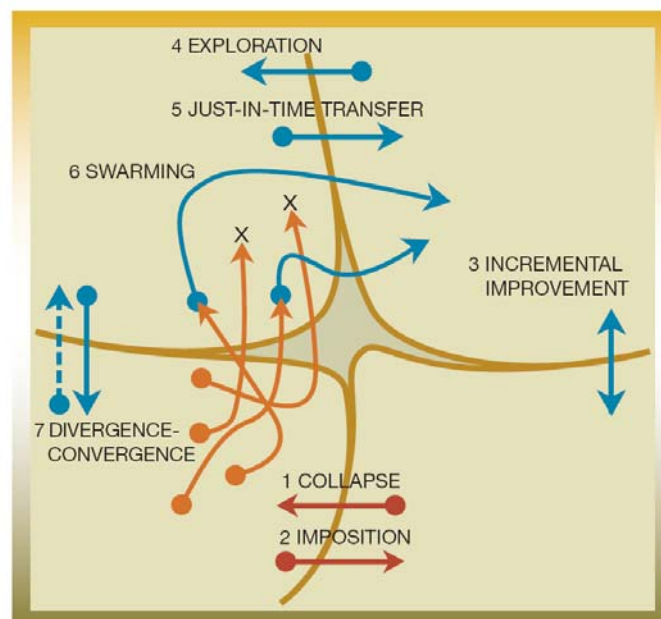 4 EXPLORATION
5 JUST-IN-TIME TRANSFER
6 SWARMING
X
X
3 INCREMENTAL
IMPROVEMENT
7 DIVERGENCE-
CONVERGENCE
1 COLLAPSE
2 IMPOSITION